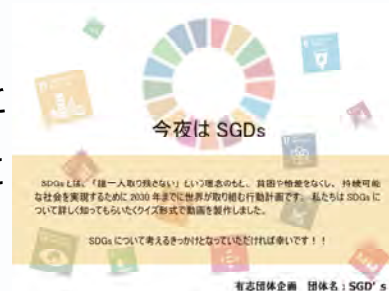 今夜は SGDs
SDGs とは、「誰一人取り残さない」という理念のもと、貧困や格差をなくし、持続可能
な社会を実現するために 2030 年までに世界が取り組む行動計画です。私たちは SDGs に
ついて詳しく知ってもらいたくクイズ形式で動画を製作しました。
SDGs について考えるきっかけとなっていただければ幸いです！！
有志団体企画 団体名：SGD's